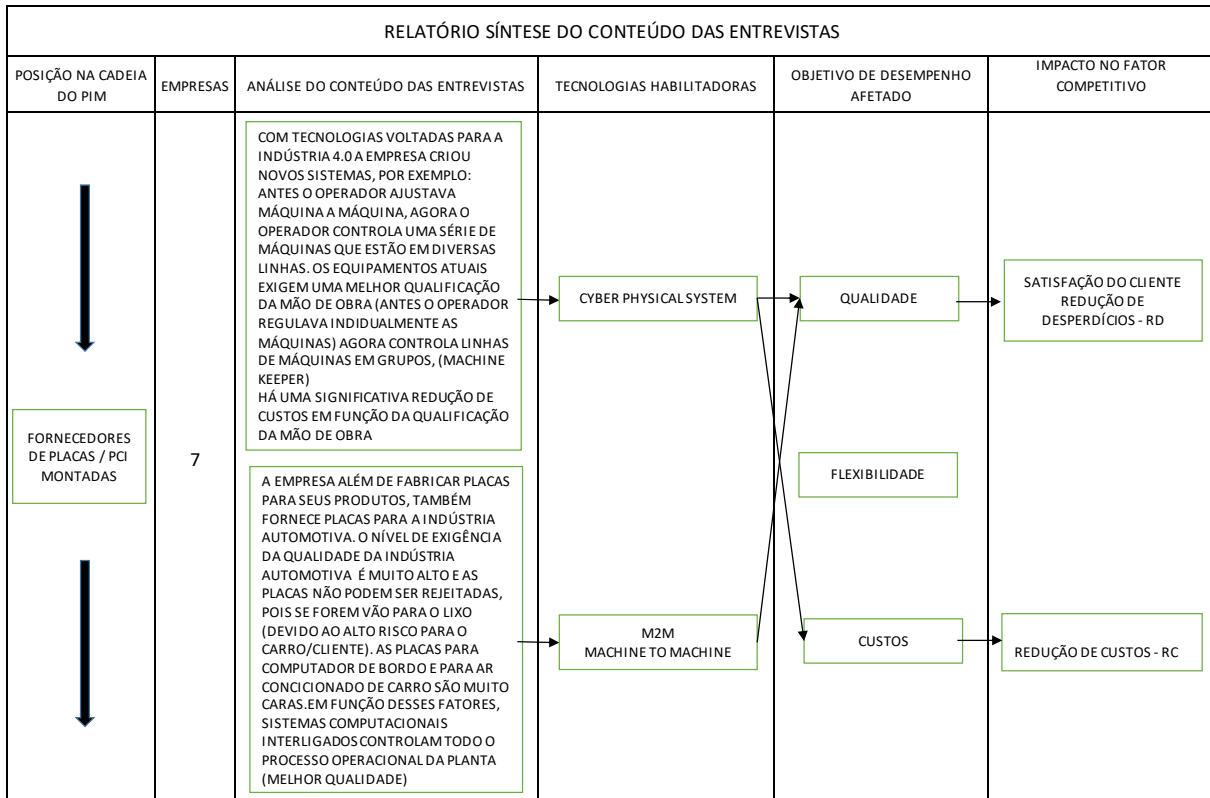 RELATÓRIO SÍNTESE DO CONTEÚDO DAS ENTREVISTAS
POSIÇÃO NA CADEIA
DO PIM
EMPRESAS
ANÁLISE DO CONTEÚDO DAS ENTREVISTAS
TECNOLOGIAS HABILITADORAS
OBJETIVO DE DESEMPENHO
AFETADO
IMPACTO NO FATOR
COMPETITIVO
FORNECEDORES
DE PLACAS / PCI
MONTADAS
7
COM TECNOLOGIAS VOLTADAS PARA A
INDÚSTRIA 4.0 A EMPRESA CRIOU
NOVOS SISTEMAS, POR EXEMPLO:
ANTES O OPERADOR AJUSTAVA
MÁQUINA A MÁQUINA, AGORA O
OPERADOR CONTROLA UMA SÉRIE DE
MÁQUINAS QUE ESTÃO EM DIVERSAS
LINHAS. OS EQUIPAMENTOS ATUAIS
EXIGEM UMA MELHOR QUALIFICAÇÃO
DA MÃO DE OBRA (ANTES O OPERADOR
REGULAVA INDIDUALMENTE AS
MÁQUINAS) AGORA CONTROLA LINHAS
DE MÁQUINAS EM GRUPOS, (MACHINE
KEEPER)
HÁ UMA SIGNIFICATIVA REDUÇÃO DE
CUSTOS EM FUNÇÃO DA QUALIFICAÇÃO
DA MÃO DE OBRA
A EMPRESA ALÉM DE FABRICAR PLACAS
PARA SEUS PRODUTOS, TAMBÉM
FORNECE PLACAS PARA A INDÚSTRIA
AUTOMOTIVA. O NÍVEL DE EXIGÊNCIA
DA QUALIDADE DA INDÚSTRIA
AUTOMOTIVA É MUITO ALTO E AS
PLACAS NÃO PODEM SER REJEITADAS,
POIS SE FOREM VÃO PARA O LIXO
(DEVIDO AO ALTO RISCO PARA O
CARRO/CLIENTE). AS PLACAS PARA
COMPUTADOR DE BORDO E PARA AR
CONCICIONADO DE CARRO SÃO MUITO
CARAS.EM FUNÇÃO DESSES FATORES,
SISTEMAS COMPUTACIONAIS
INTERLIGADOS CONTROLAM TODO O
PROCESSO OPERACIONAL DA PLANTA
(MELHOR QUALIDADE)
CYBER PHYSICAL SYSTEM
M2M
MACHINE TO MACHINE
QUALIDADE
FLEXIBILIDADE
CUSTOS
SATISFAÇÃO DO CLIENTE
REDUÇÃO DE
DESPERDÍCIOS - RD
REDUÇÃO DE CUSTOS - RC